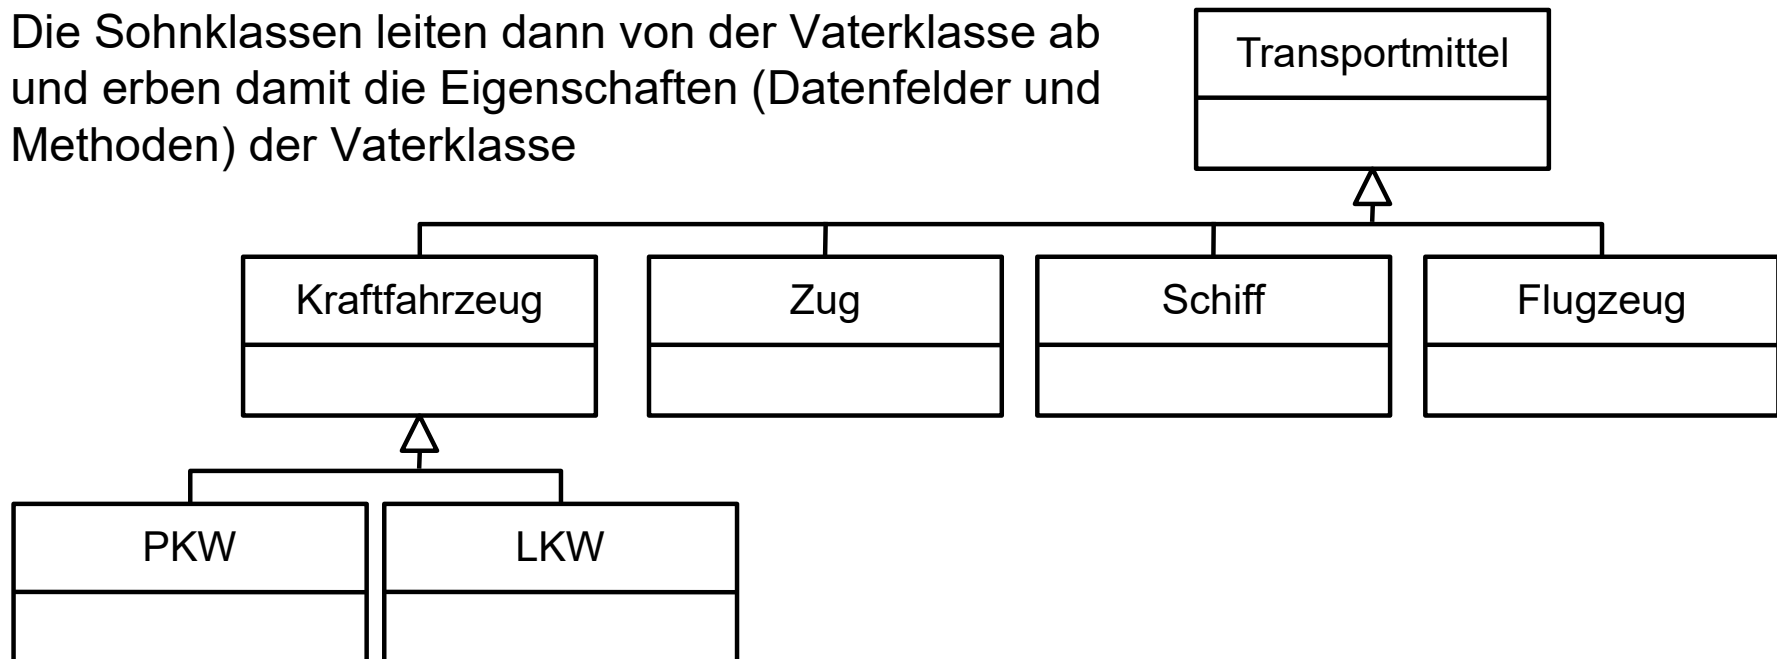 Die Sohnklassen leiten dann von der Vaterklasse ab
und erben damit die Eigenschaften (Datenfelder und
Methoden) der Vaterklasse
Transportmittel
Kraftfahrzeug
Zug
Schiff
Flugzeug
PKW
LKW